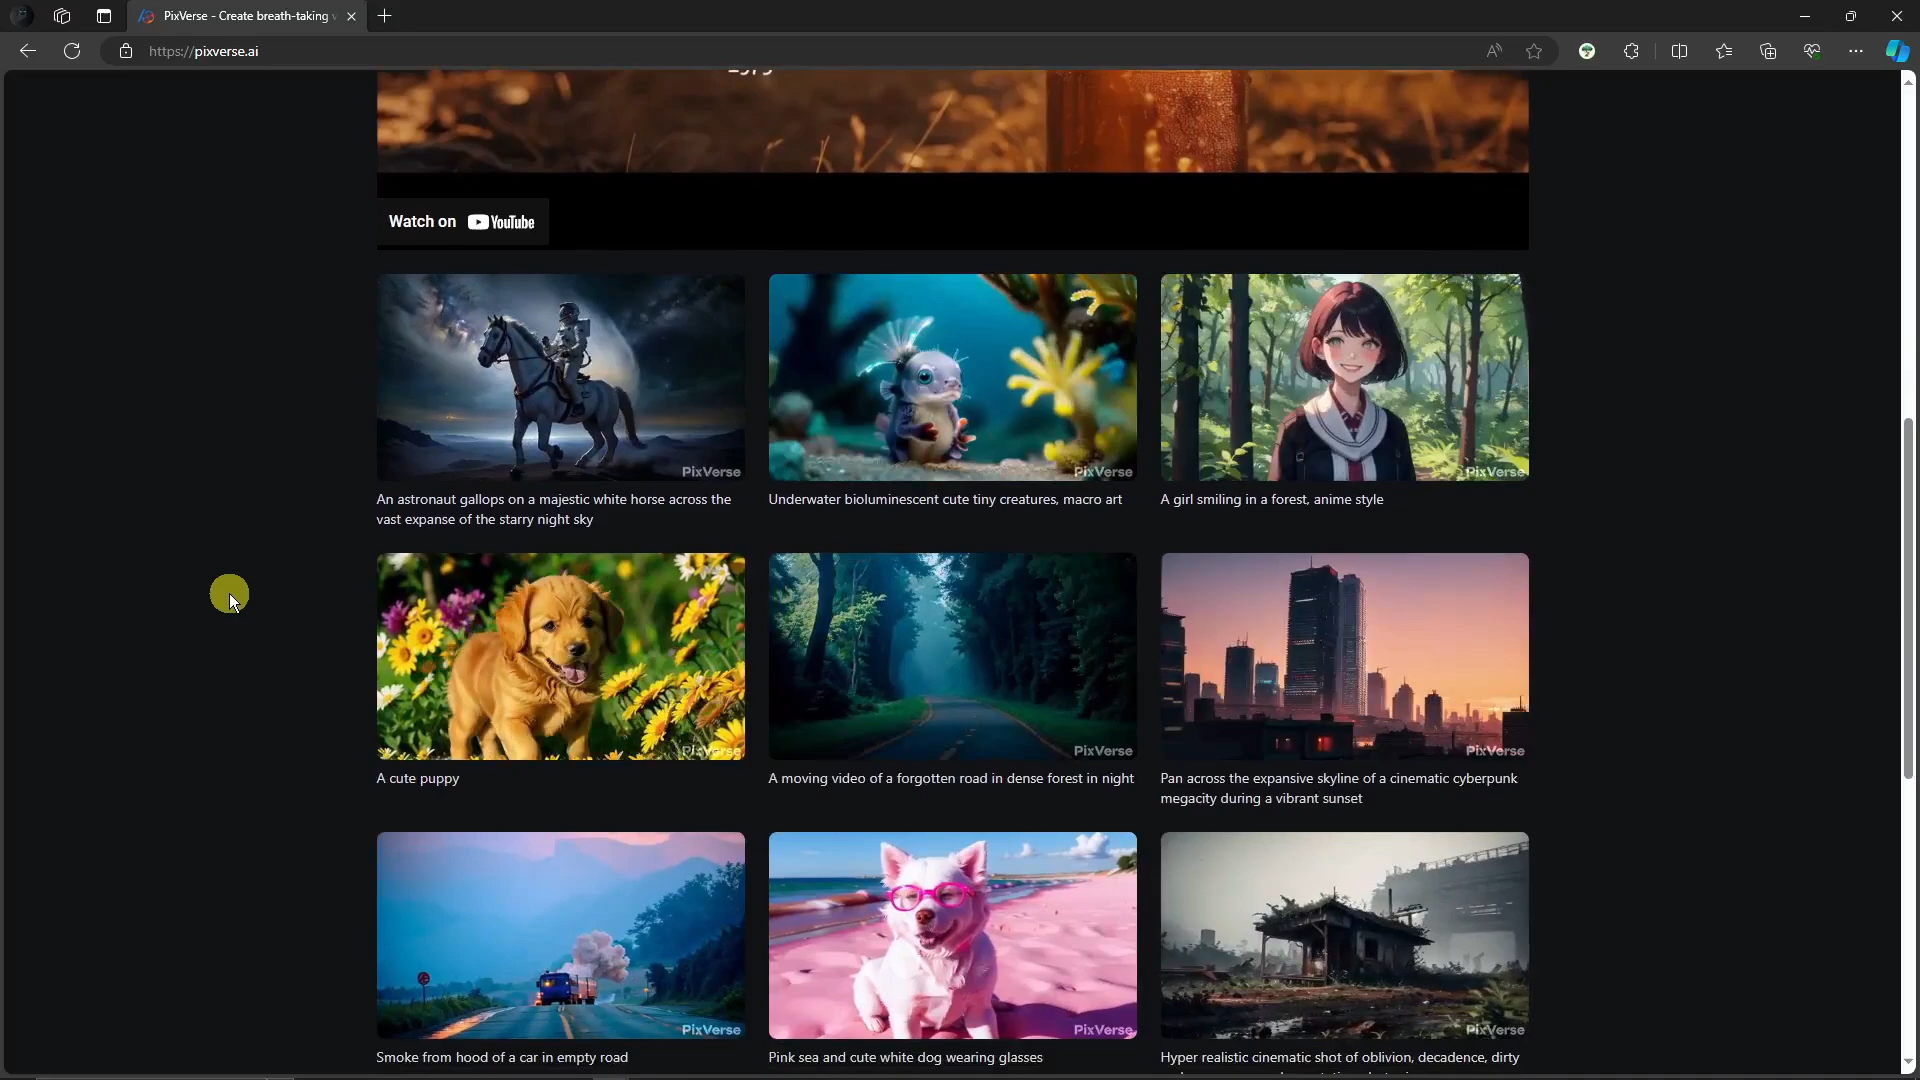 PixVerse - Create breath-taking
https://pixverse.ai
Watch on YouTube
PixVerse
PixVerse
PixVerse
An astronaut gallops on a majestic white horse across the
vast expanse of the starry night sky
Underwater bioluminescent cute tiny creatures, macro art
A girl smiling in a forest, anime style
PixVerse
PixVerse
PixVerse
A cute puppy
A moving video of a forgotten road in dense forest in night
Pan across the expansive skyline of a cinematic cyberpunk
megacity during a vibrant sunset
PixVerse
PixVerse
PixVerse
Smoke from hood of a car in empty road
Pink sea and cute white dog wearing glasses
Hyper realistic cinematic shot of oblivion, decadence, dirty